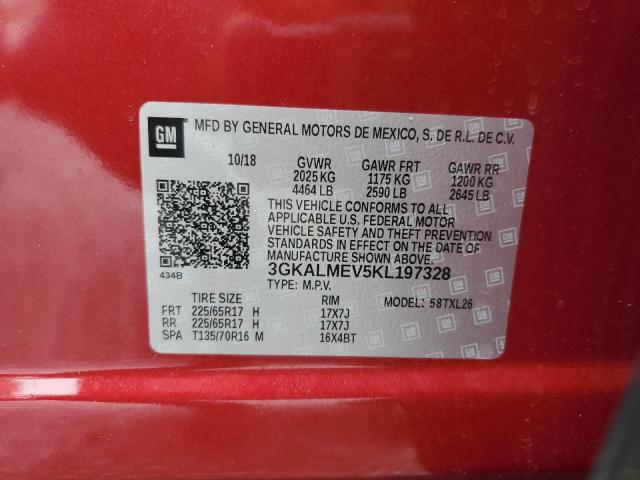 GM MFD BY GENERAL MOTORS DE MEXICO, S. DE R.L. DE C.V.
10/18 GVWR GAWR FRT GAWR RR
2025 KG 1175 KG 1200 KG
4464 LB 2590 LB 2645 LB
THIS VEHICLE CONFORMS TO ALL
APPLICABLE U.S. FEDERAL MOTOR
VEHICLE SAFETY AND THEFT PREVENTION
STANDARDS IN EFFECT ON THE DATE OF
MANUFACTURE SHOWN ABOVE.
434B 3GKALMEV5KL197328
TYPE: M.P.V.
TIRE SIZE RIM MODEL: 58TXL26
FRT 225/65R17 H 17X7J
RR 225/65R17 H 17X7J
SPA T135/70R16 M 16X4BT